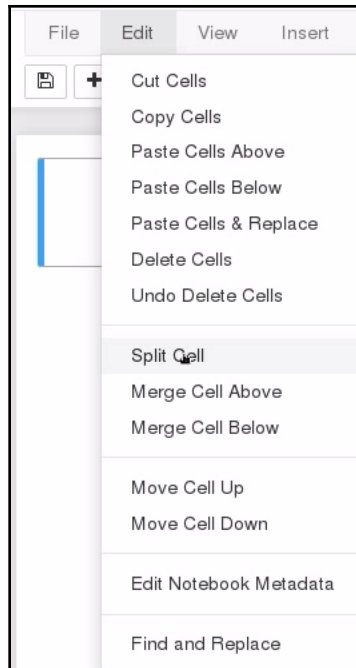 File Edit View Insert
Cut Cells
Copy Cells
Paste Cells Above
Paste Cells Below
Paste Cells & Replace
Delete Cells
Undo Delete Cells
Split Cell
Merge Cell Above
Merge Cell Below
Move Cell Up
Move Cell Down
Edit Notebook Metadata
Find and Replace